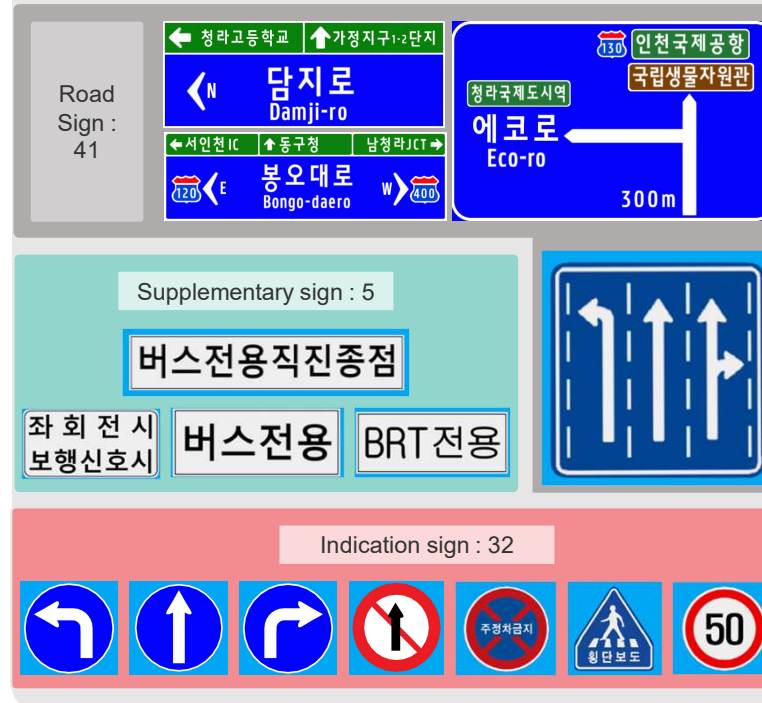 Road
Sign :
41
청라고등학교
가정지구1·2단지
N
담지로
Damji-ro
서인천IC
동구청
남청라JCT
120
E
봉오대로
Bongo-daero
W
400
130
인천국제공항
국립생물자원관
청라국제도시역
에코로
Eco-ro
300m
Supplementary sign : 5
버스전용직진종점
좌 회 전 시
보행신호시
버스전용
BRT전용
Indication sign : 32
주정차금지
횡단보도
50